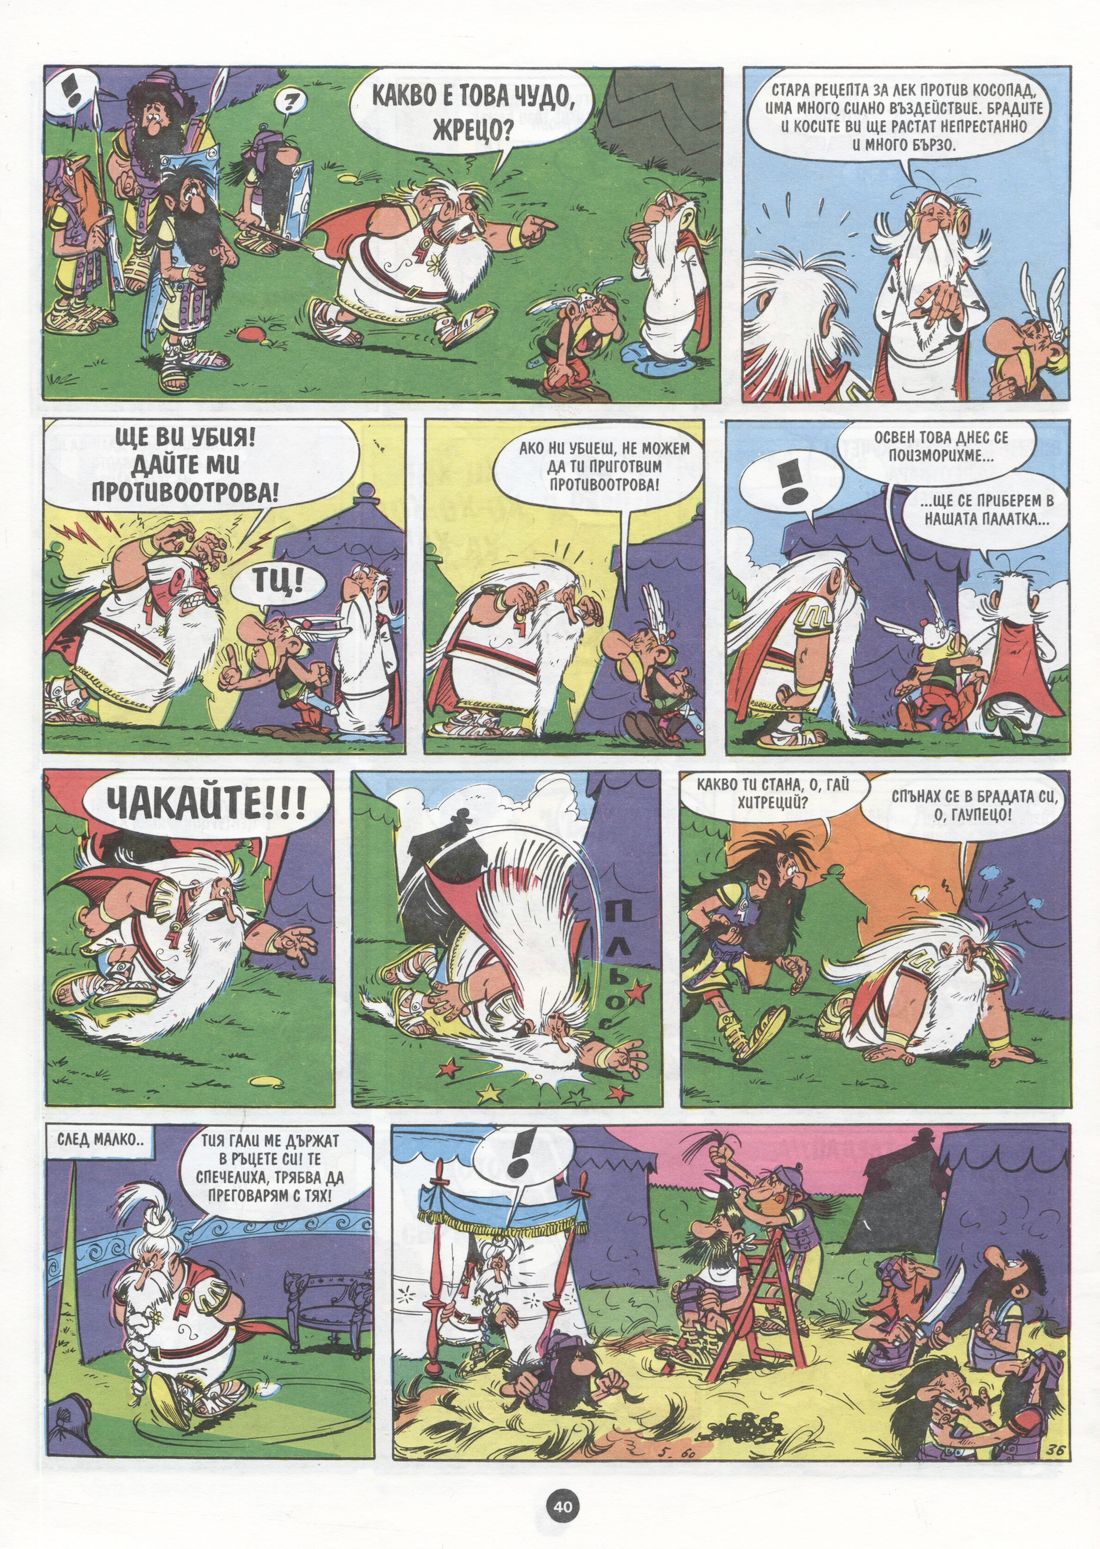 !
?
КАКВО Е ТОВА ЧУДО,
ЖРЕЦО?
СТАРА РЕЦЕПТА ЗА ЛЕК ПРОТИВ КОСОПАД,
ИМА МНОГО СИЛНО ВЪЗДЕЙСТВИЕ. БРАДИТЕ
И КОСИТЕ ВИ ЩЕ РАСТАТ НЕПРЕСТАННО
И МНОГО БЪРЗО.
ЩЕ ВИ УБИЯ!
ДАЙТЕ МИ
ПРОТИВООТРОВА!
ТЦ!
АКО НИ УБИЕШ, НЕ МОЖЕМ
ДА ТИ ПРИГОТВИМ
ПРОТИВООТРОВА!
!
ОСВЕН ТОВА ДНЕС СЕ
ПОИЗМОРИХМЕ...
...ЩЕ СЕ ПРИБЕРЕМ В
НАШАТА ПАЛАТКА...
ЧАКАЙТЕ!!!
ПЛЬОС
КАКВО ТИ СТАНА, О, ГАЙ
ХИТРЕЦИЙ?
СПЪНАХ СЕ В БРАДАТА СИ,
О, ГЛУПЕЦО!
СЛЕД МАЛКО..
ТИЯ ГАЛИ МЕ ДЪРЖАТ
В РЪЦЕТЕ СИ! ТЕ
СПЕЧЕЛИХА, ТРЯБВА ДА
ПРЕГОВАРЯМ С ТЯХ!
!
5-60
36
40